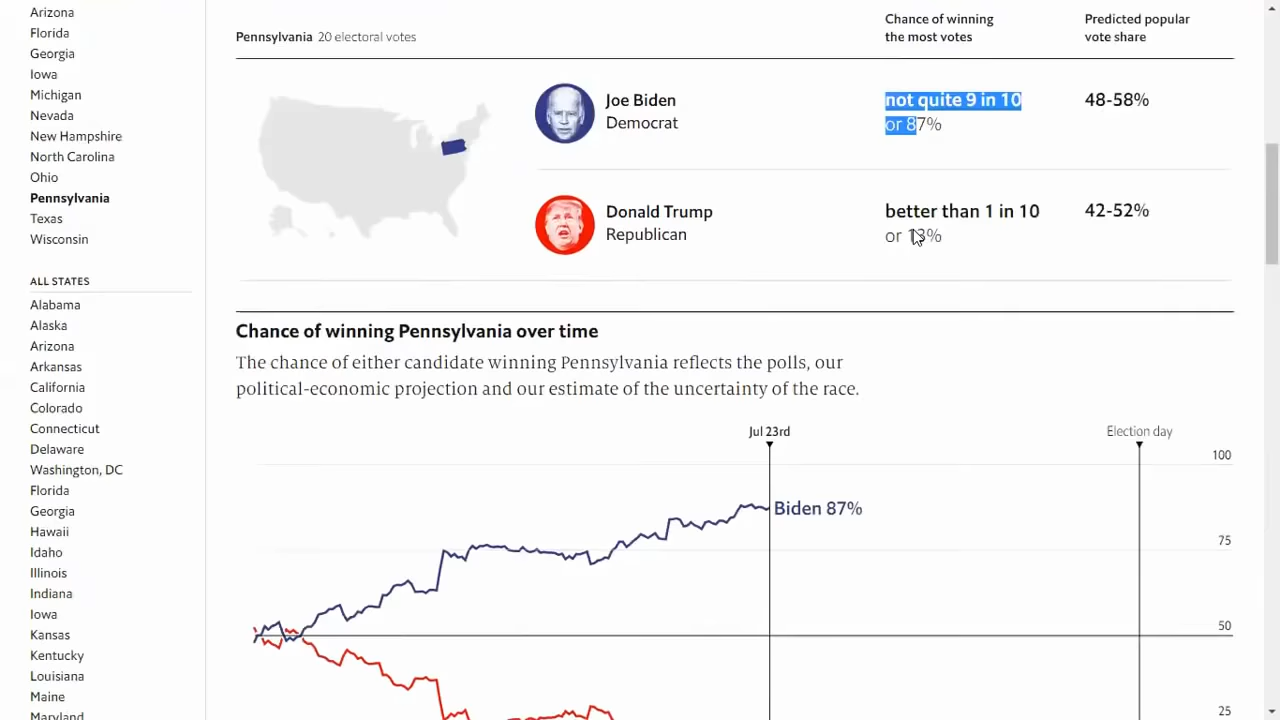 Arizona
Florida
Georgia
Iowa
Michigan
Nevada
New Hampshire
North Carolina
Ohio
Pennsylvania
Texas
Wisconsin
ALL STATES
Alabama
Alaska
Arizona
Arkansas
California
Colorado
Connecticut
Delaware
Washington, DC
Florida
Georgia
Hawaii
Idaho
Illinois
Indiana
Iowa
Kansas
Kentucky
Louisiana
Maine
Maryland
Pennsylvania 20 electoral votes
Chance of winning
the most votes
Predicted popular
vote share
Joe Biden
Democrat
not quite 9 in 10
or 87%
48-58%
Donald Trump
Republican
better than 1 in 10
or 13%
42-52%
Chance of winning Pennsylvania over time
The chance of either candidate winning Pennsylvania reflects the polls, our
political-economic projection and our estimate of the uncertainty of the race.
Jul 23rd
Election day
100
Biden 87%
75
50
25